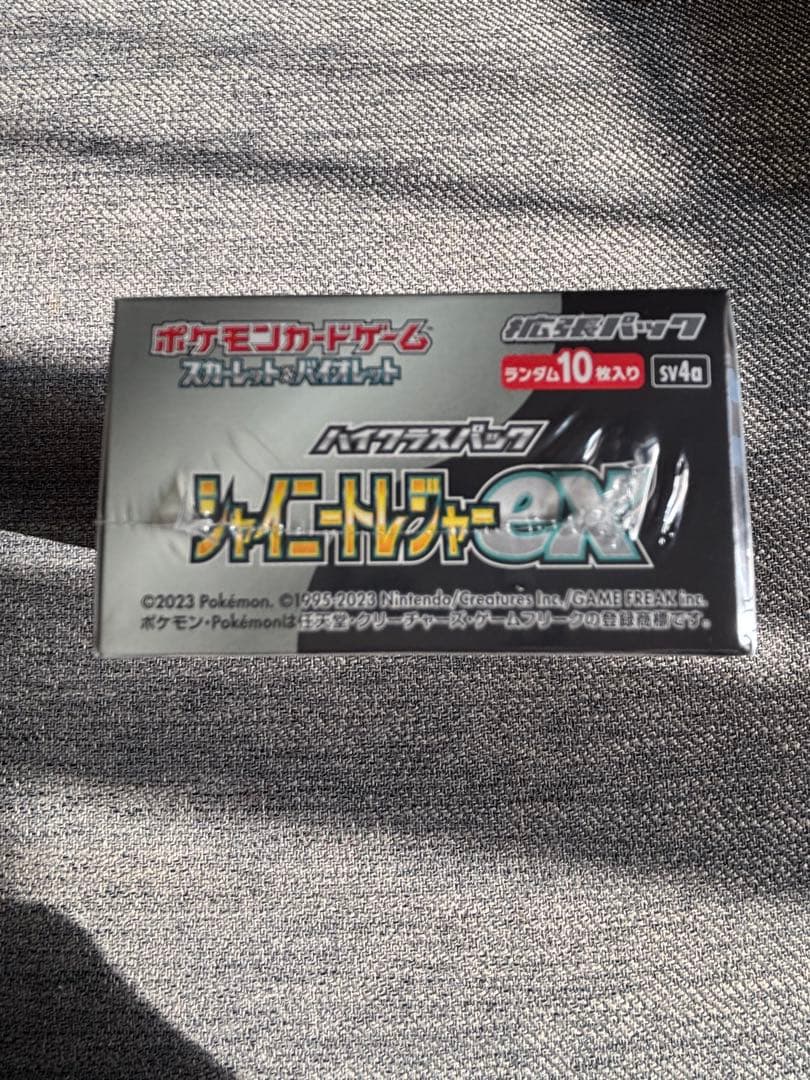 ポケモンカードゲーム
スカーレット&バイオレット
拡張パック
ランダム10枚入り
SV4a
ハイクラスパック
シャイニートレジャーex
©2023 Pokémon. ©1995-2023 Nintendo/Creatures Inc./GAME FREAK inc.
ポケモン・Pokémonは任天堂・クリーチャーズ・ゲームフリークの登録商標です。